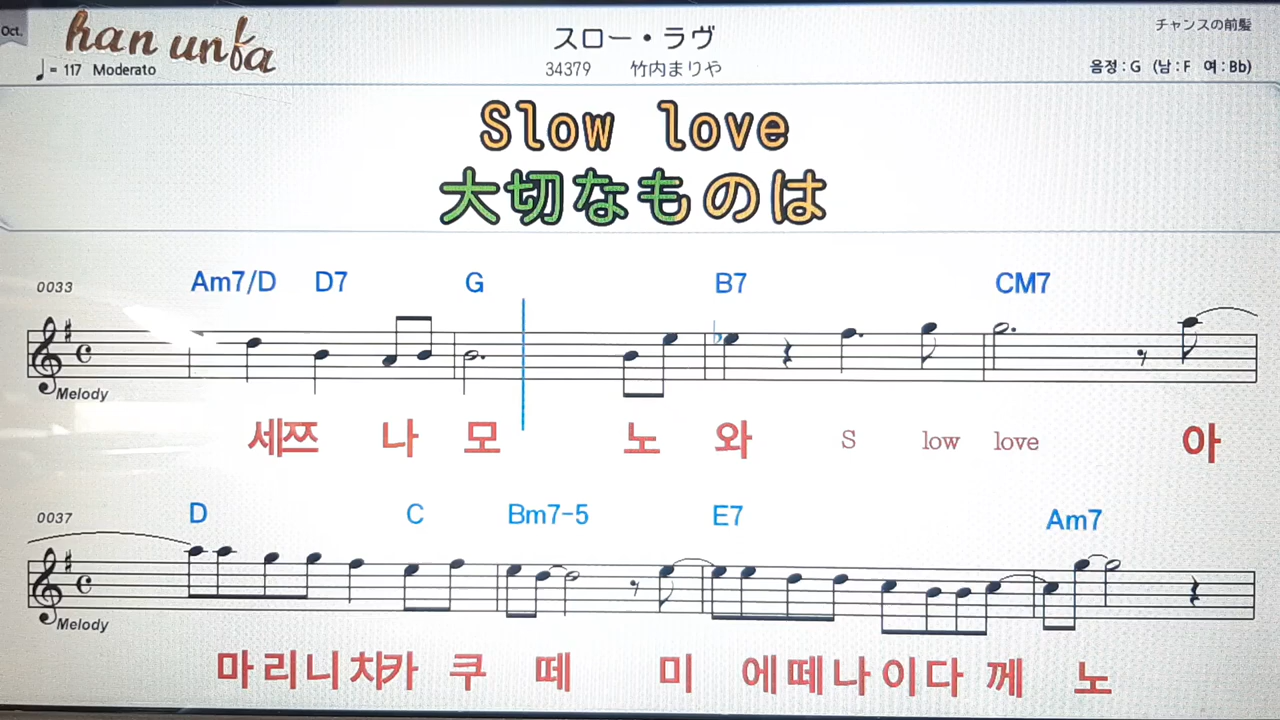 Oct.
han unfa
スロー・ラヴ
チャンスの前髪
♩= 117 Moderato
34379 竹内まりや
음정 : G (남 : F 여 : Bb)
Slow love
大切なものは
0033
Am7/D D7 G B7 CM7
Melody
세쯔 나 모 노 와 S low love 아
0037
D C Bm7-5 E7 Am7
Melody
마 리 니 치카 쿠 떼 미 에 떼 나 이 다 께 노